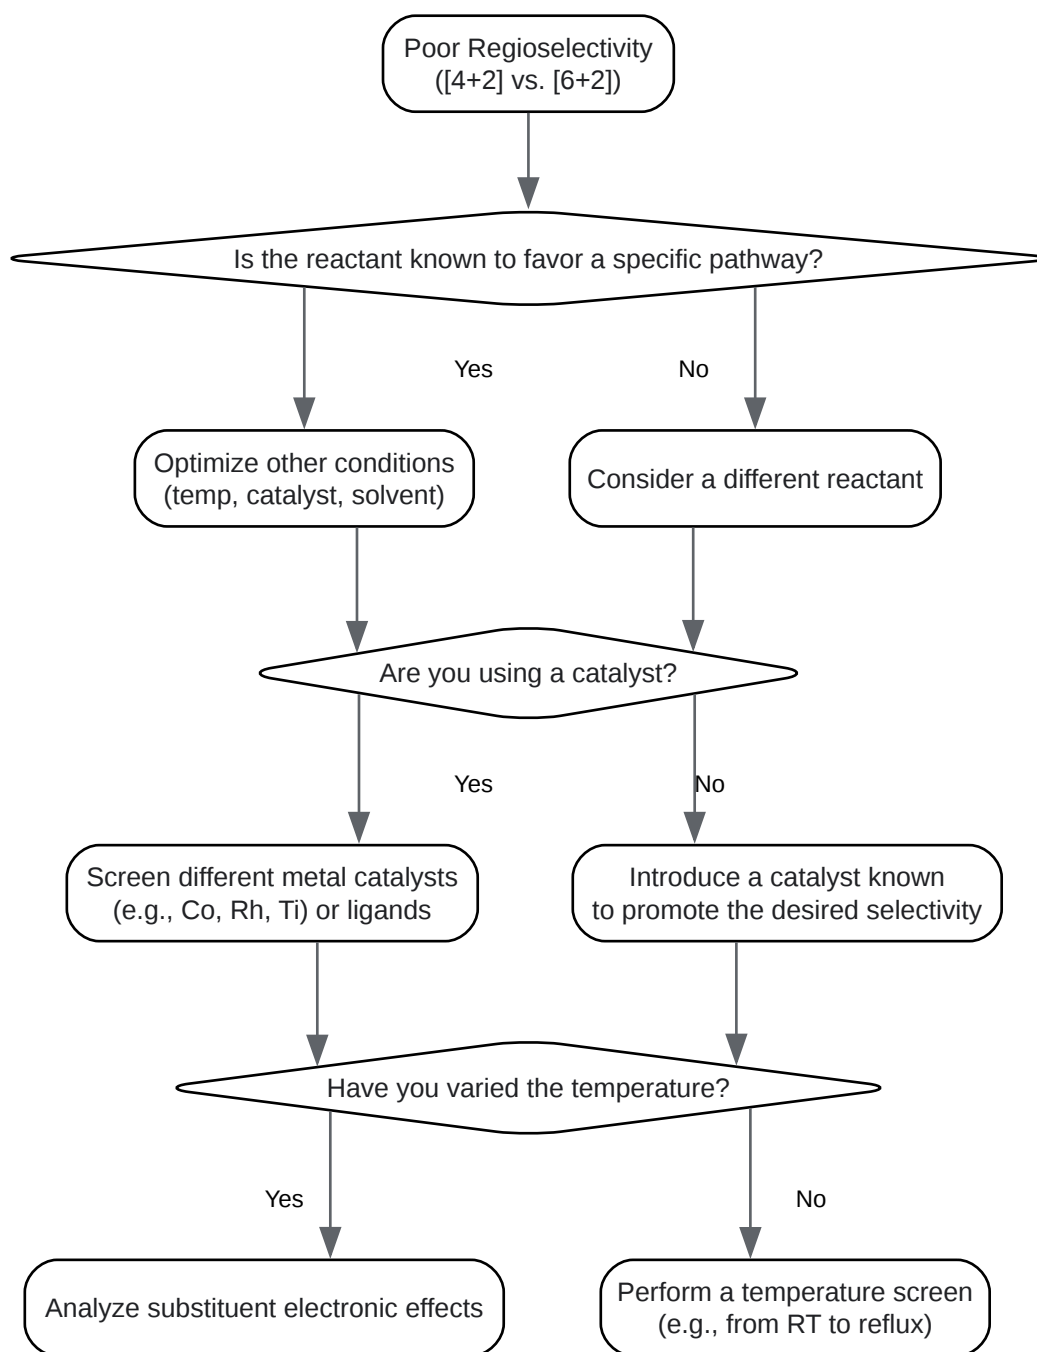 Poor Regioselectivity
([4+2] vs. [6+2])
Is the reactant known to favor a specific pathway?
Yes
No
Optimize other conditions
(temp, catalyst, solvent)
Consider a different reactant
Are you using a catalyst?
Yes
No
Screen different metal catalysts
(e.g., Co, Rh, Ti) or ligands
Introduce a catalyst known
to promote the desired selectivity
Have you varied the temperature?
Yes
No
Analyze substituent electronic effects
Perform a temperature screen
(e.g., from RT to reflux)